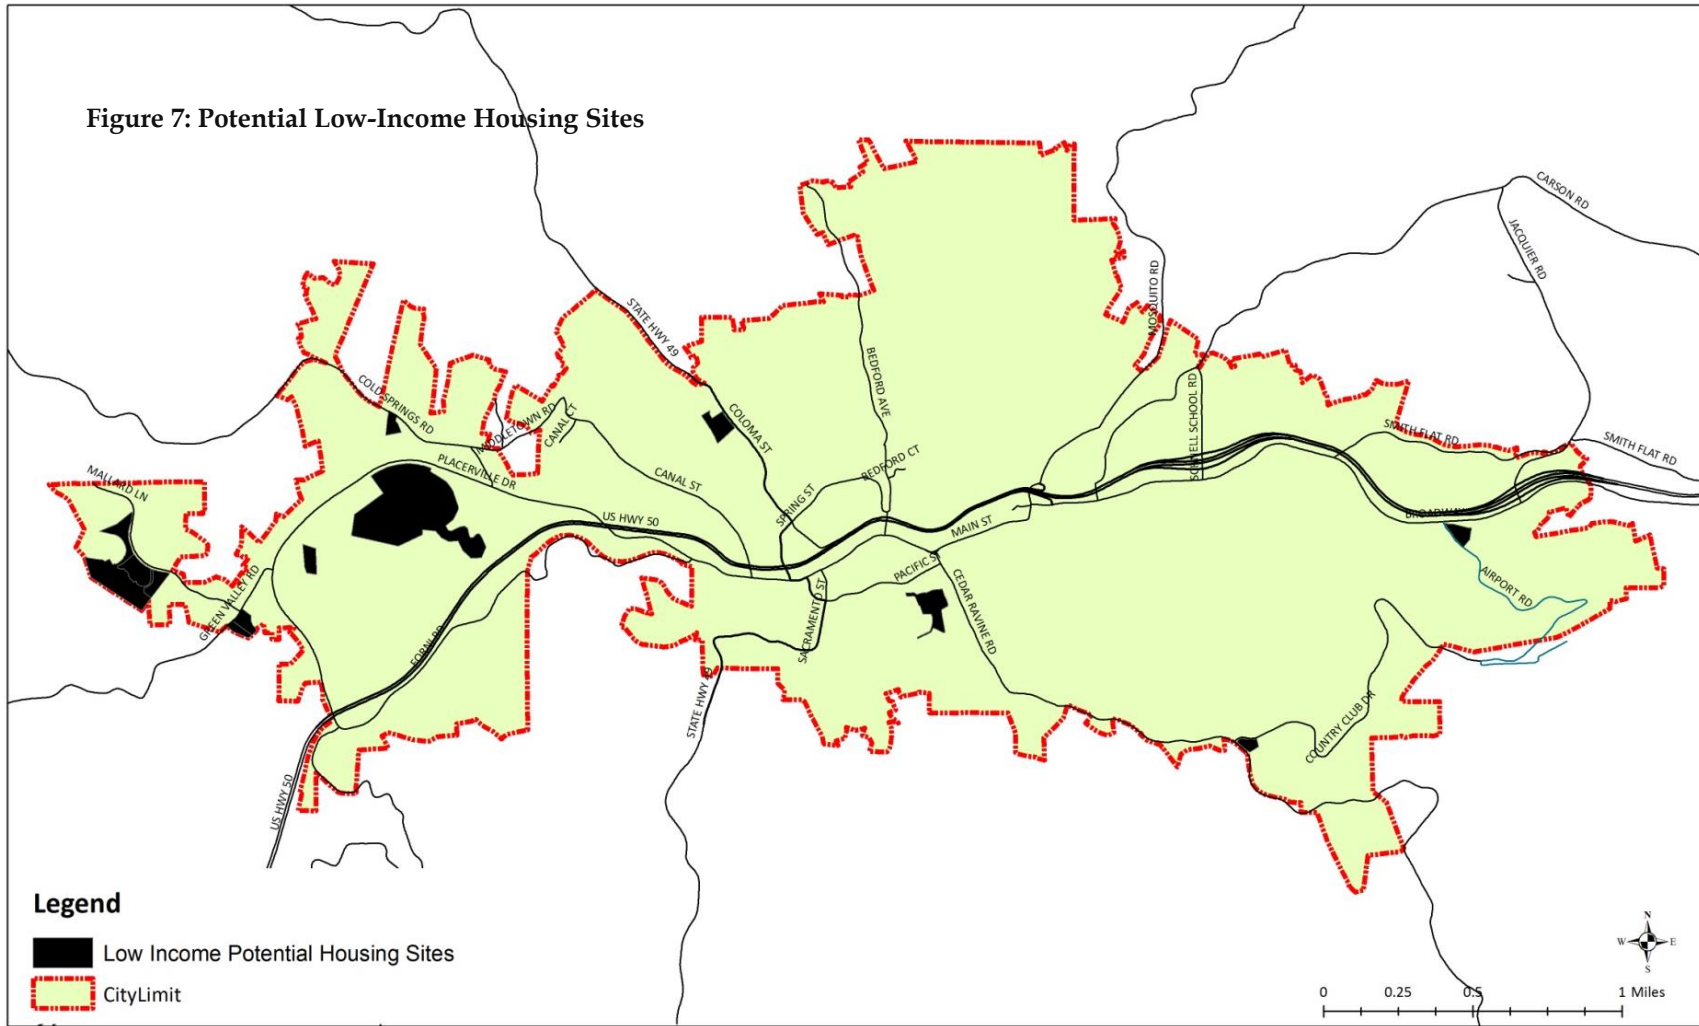 Figure 7: Potential Low-Income Housing Sites
CARSON RD
JACQUIER RD
MOSQUITO RD
STATE HWY 49
BEDFORD AVE
COLD SPRINGS RD
MIDDLETOWN RD
CANAL CT
COLOMA ST
SCHNELL SCHOOL RD
SMITH FLAT RD
SMITH FLAT RD
PLACERVILLE DR
MALLARD LN
CANAL ST
BEDFORD CT
SPRING ST
US HWY 50
MAIN ST
BROADWAY
PACIFIC ST
AIRPORT RD
GREEN VALLEY RD
SACRAMENTO ST
CEDAR RAVINE RD
FORNI RD
STATE HWY 49
COUNTRY CLUB DR
US HWY 50
Legend
Low Income Potential Housing Sites
CityLimit
N
W E
S
0 0.25 0.5 1 Miles